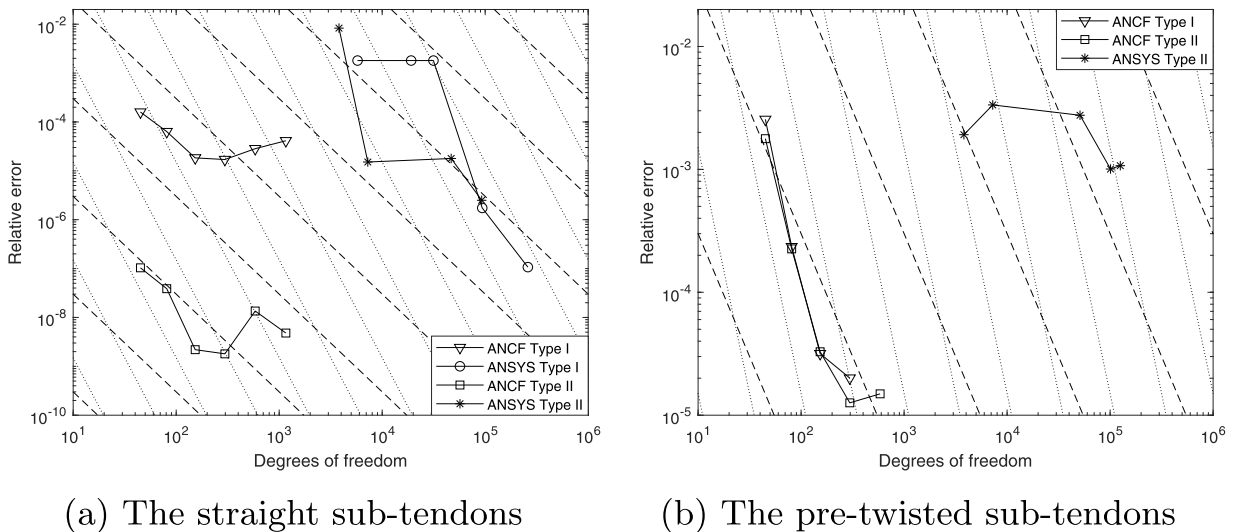 10^-2
10^-4
10^-6
10^-8
10^-10
Relative error
10^1 10^2 10^3 10^4 10^5 10^6
Degrees of freedom
ANCF Type I
ANSYS Type I
ANCF Type II
ANSYS Type II
(a) The straight sub-tendons
10^-2
10^-3
10^-4
10^-5
Relative error
10^1 10^2 10^3 10^4 10^5 10^6
Degrees of freedom
ANCF Type I
ANCF Type II
ANSYS Type II
(b) The pre-twisted sub-tendons